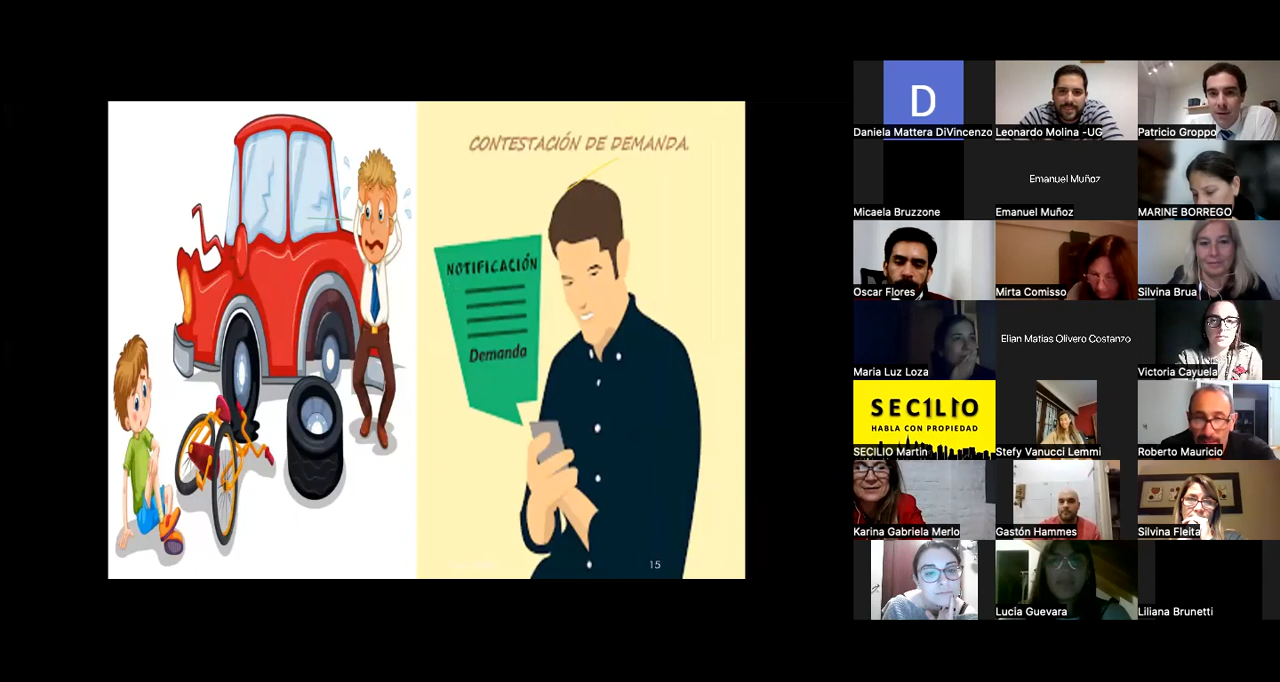 CONTESTACIÓN DE DEMANDA.
NOTIFICACIÓN
Demanda
15
D
Daniela Mattera DiVincenzo
Leonardo Molina -UG
Patricio Groppo
Micaela Bruzzone
Emanuel Muñoz
Emanuel Muñoz
MARINE BORREGO
Oscar Flores
Mirta Comisso
Silvina Brua
Maria Luz Loza
Elian Matias Olivero Costanzo
Victoria Cayuela
SEC1LIO
HABLA CON PROPIEDAD
SECILIO Martin
Stefy Vanucci Lemmi
Roberto Mauricio
Karina Gabriela Merlo
Gastón Hammes
Silvina Fleita
Lucia Guevara
Liliana Brunetti